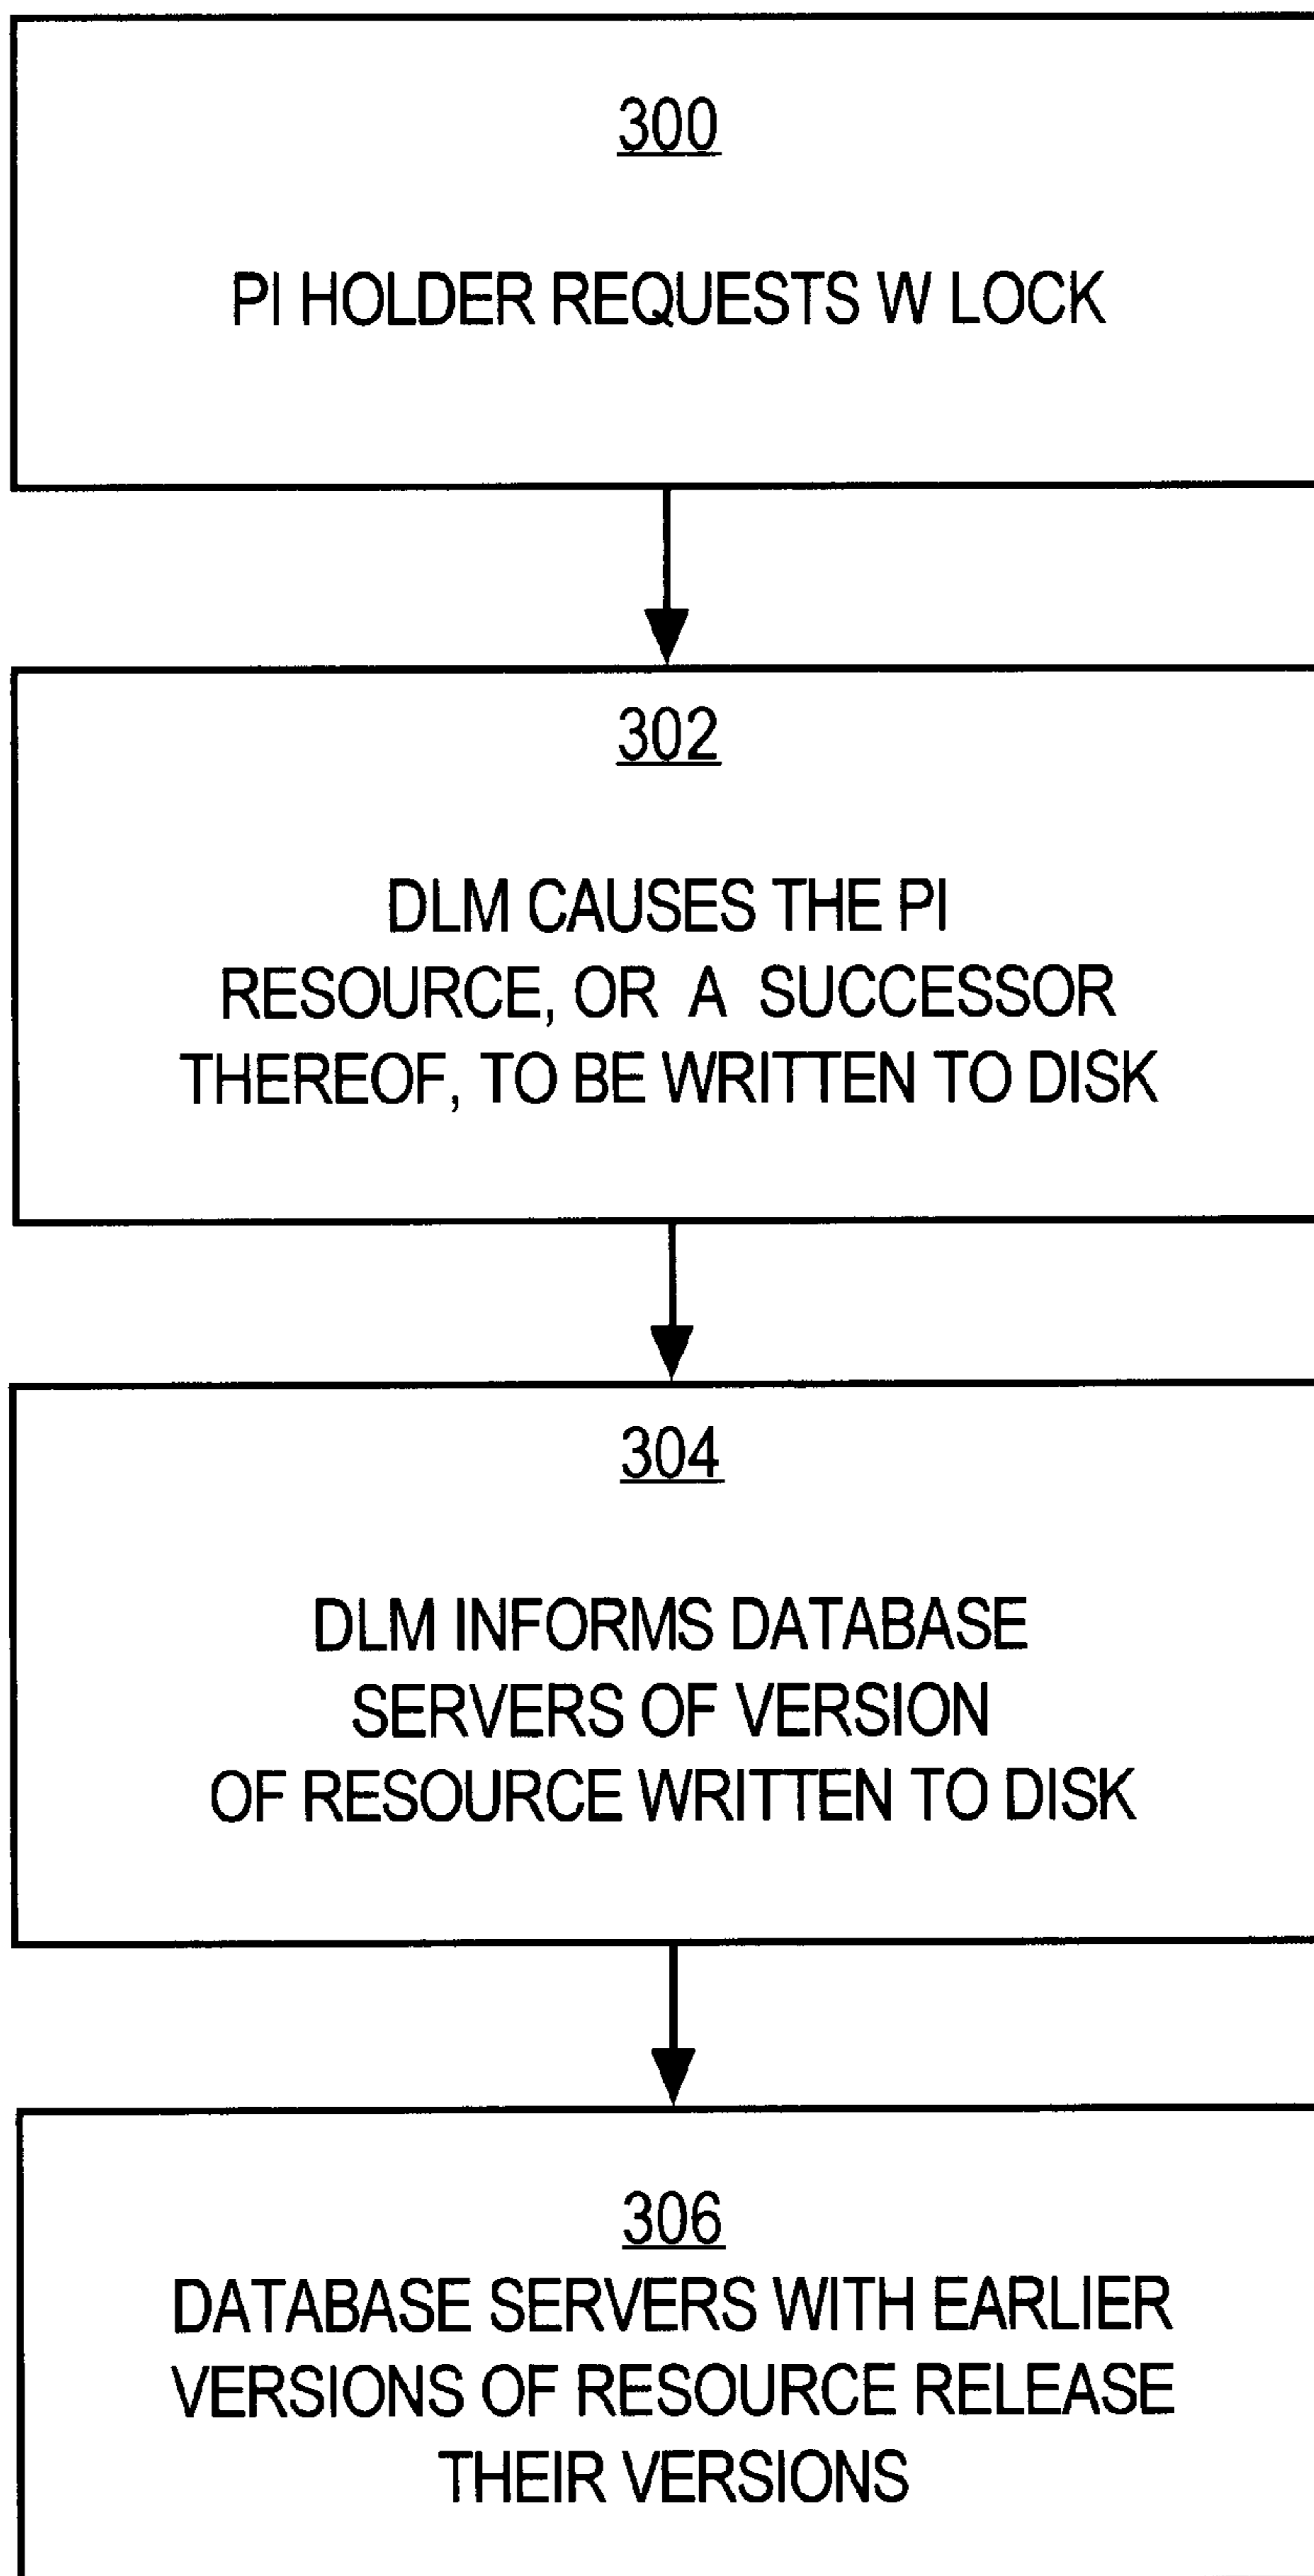 300
PI HOLDER REQUESTS W LOCK
302
DLM CAUSES THE PI
RESOURCE, OR A SUCCESSOR
THEREOF, TO BE WRITTEN TO DISK
304
DLM INFORMS DATABASE
SERVERS OF VERSION
OF RESOURCE WRITTEN TO DISK
306
DATABASE SERVERS WITH EARLIER
VERSIONS OF RESOURCE RELEASE
THEIR VERSIONS